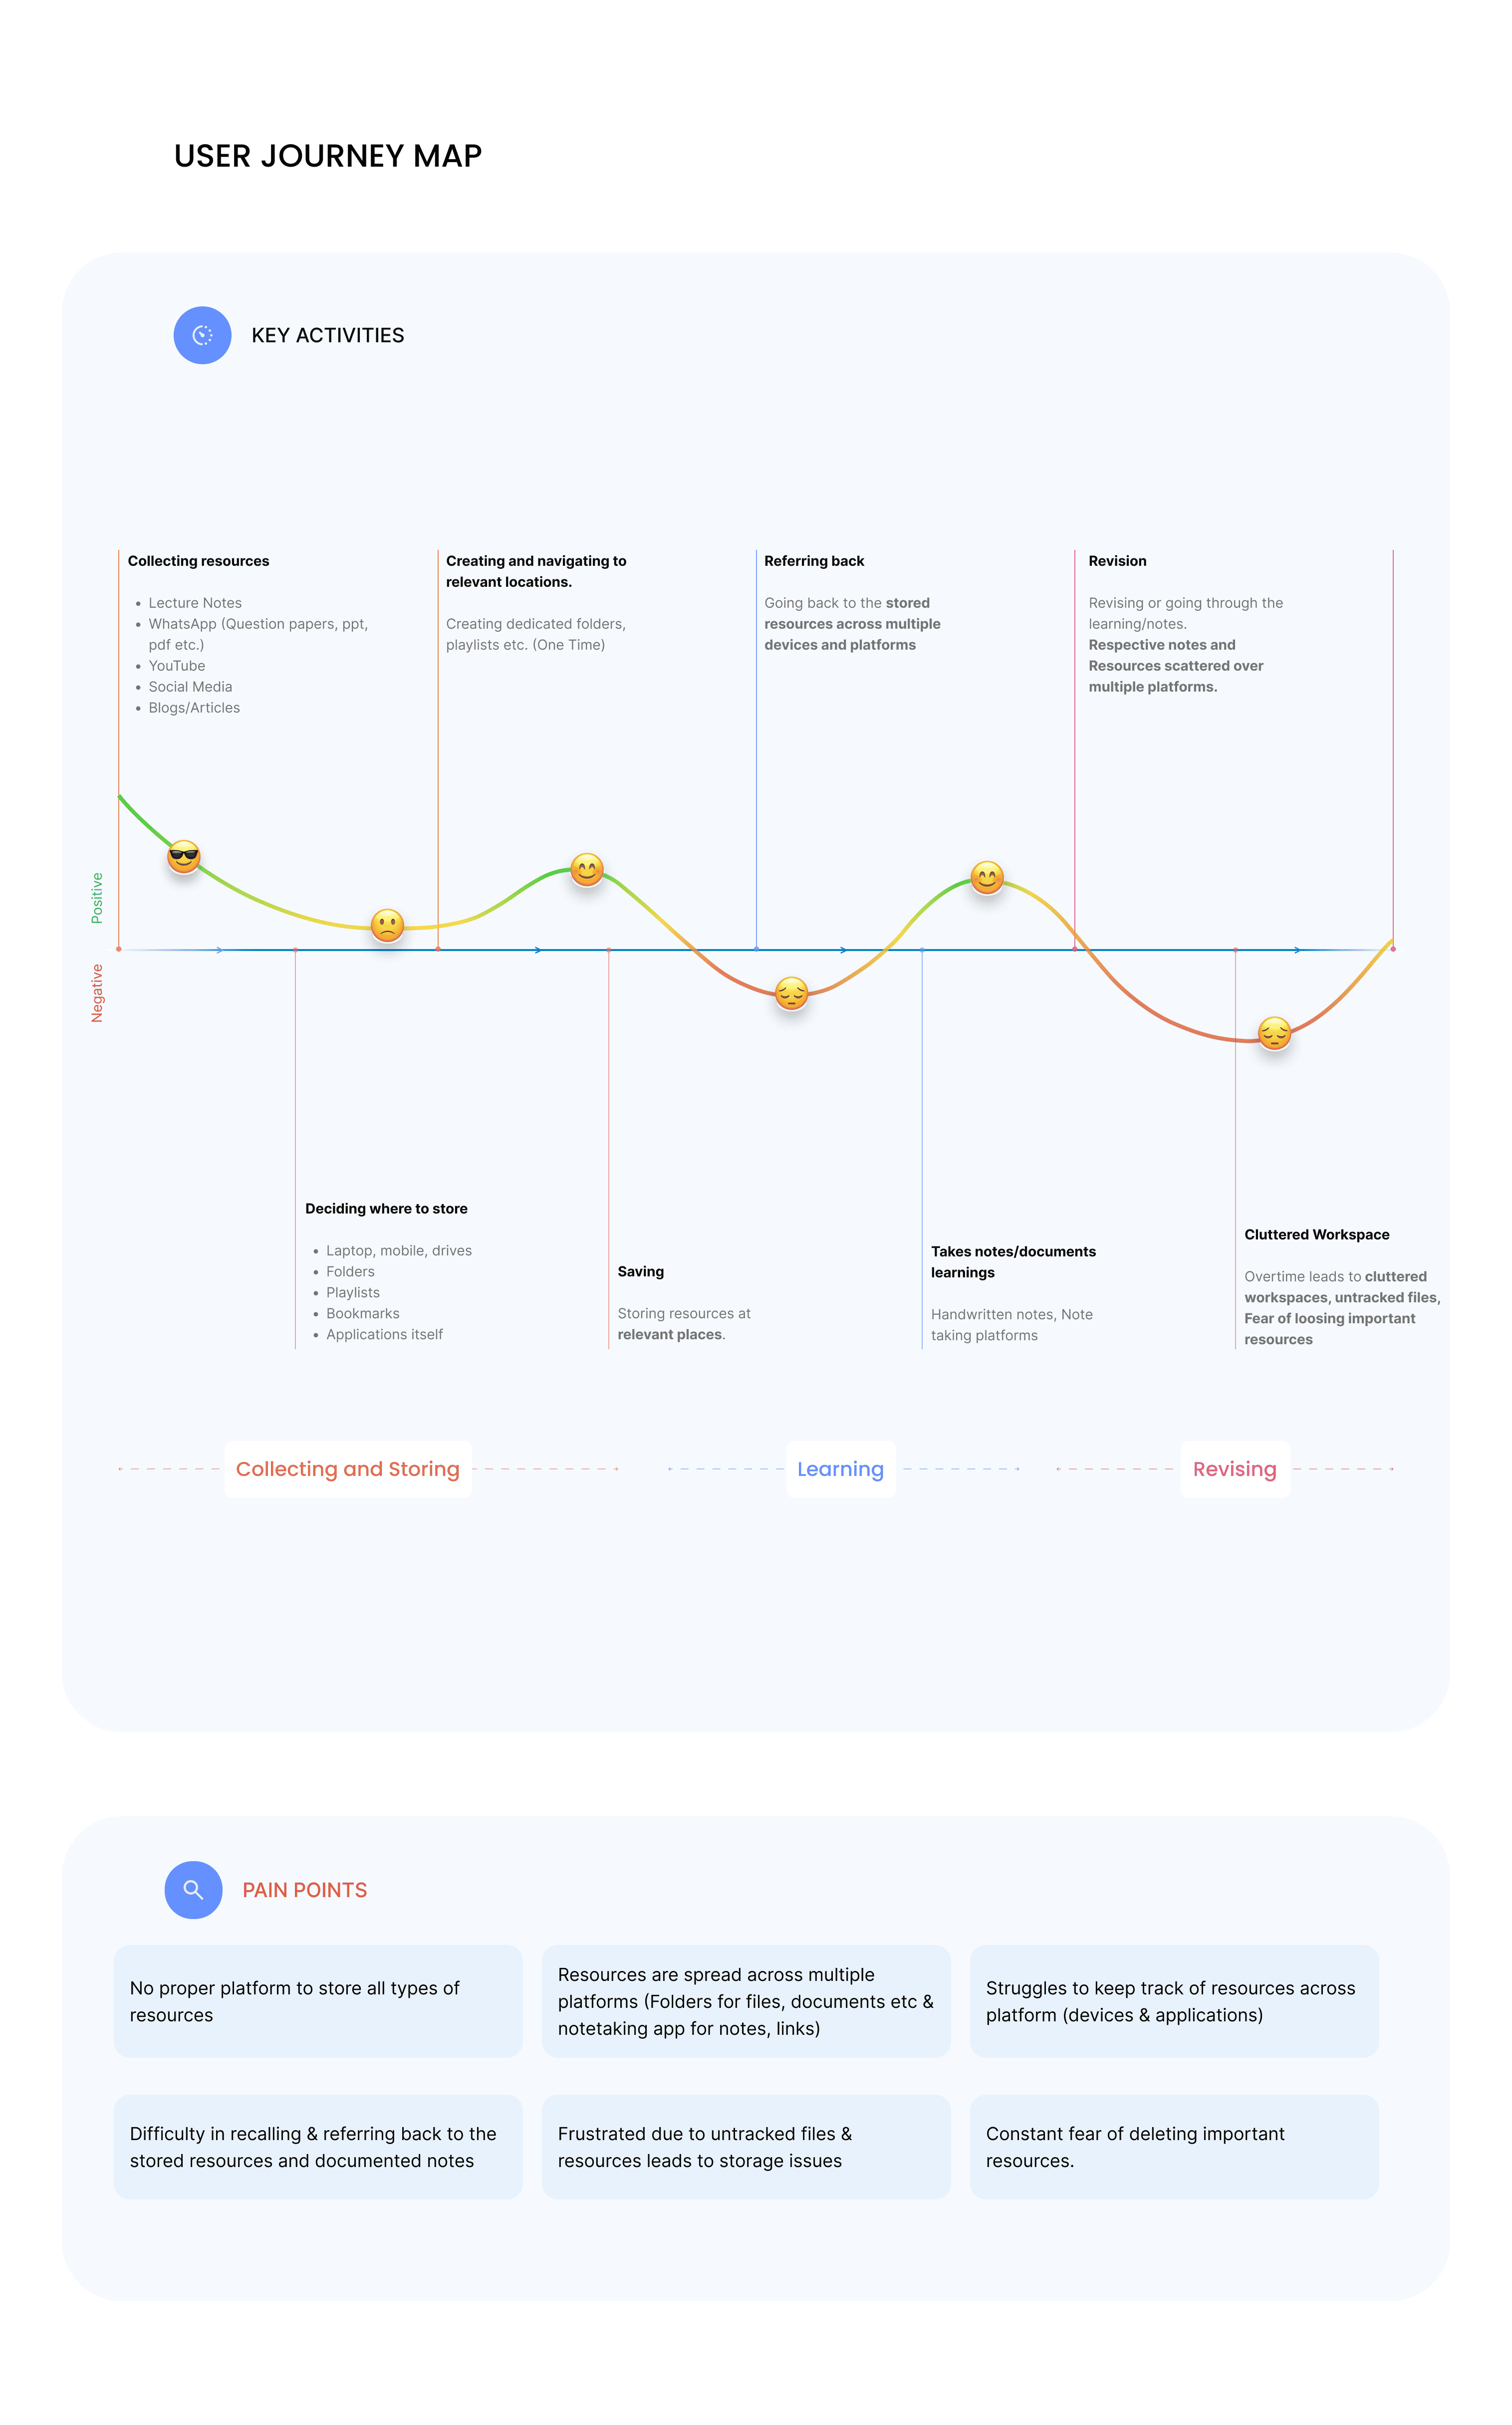 USER JOURNEY MAP
KEY ACTIVITIES
Collecting resources
• Lecture Notes
• WhatsApp (Question papers, ppt,
pdf etc.)
• YouTube
• Social Media
• Blogs/Articles
Creating and navigating to
relevant locations.
Creating dedicated folders,
playlists etc. (One Time)
Referring back
Going back to the stored
resources across multiple
devices and platforms
Revision
Revising or going through the
learning/notes.
Respective notes and
Resources scattered over
multiple platforms.
Positive
Negative
Deciding where to store
• Laptop, mobile, drives
• Folders
• Playlists
• Bookmarks
• Applications itself
Saving
Storing resources at
relevant places.
Takes notes/documents
learnings
Handwritten notes, Note
taking platforms
Cluttered Workspace
Overtime leads to cluttered
workspaces, untracked files,
Fear of loosing important
resources
Collecting and Storing
Learning
Revising
PAIN POINTS
No proper platform to store all types of
resources
Resources are spread across multiple
platforms (Folders for files, documents etc &
notetaking app for notes, links)
Struggles to keep track of resources across
platform (devices & applications)
Difficulty in recalling & referring back to the
stored resources and documented notes
Frustrated due to untracked files &
resources leads to storage issues
Constant fear of deleting important
resources.